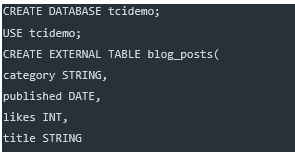 CREATE DATABASE tcidemo;
USE tcidemo;
CREATE EXTERNAL TABLE blog_posts(
category STRING,
published DATE,
likes INT,
title STRING